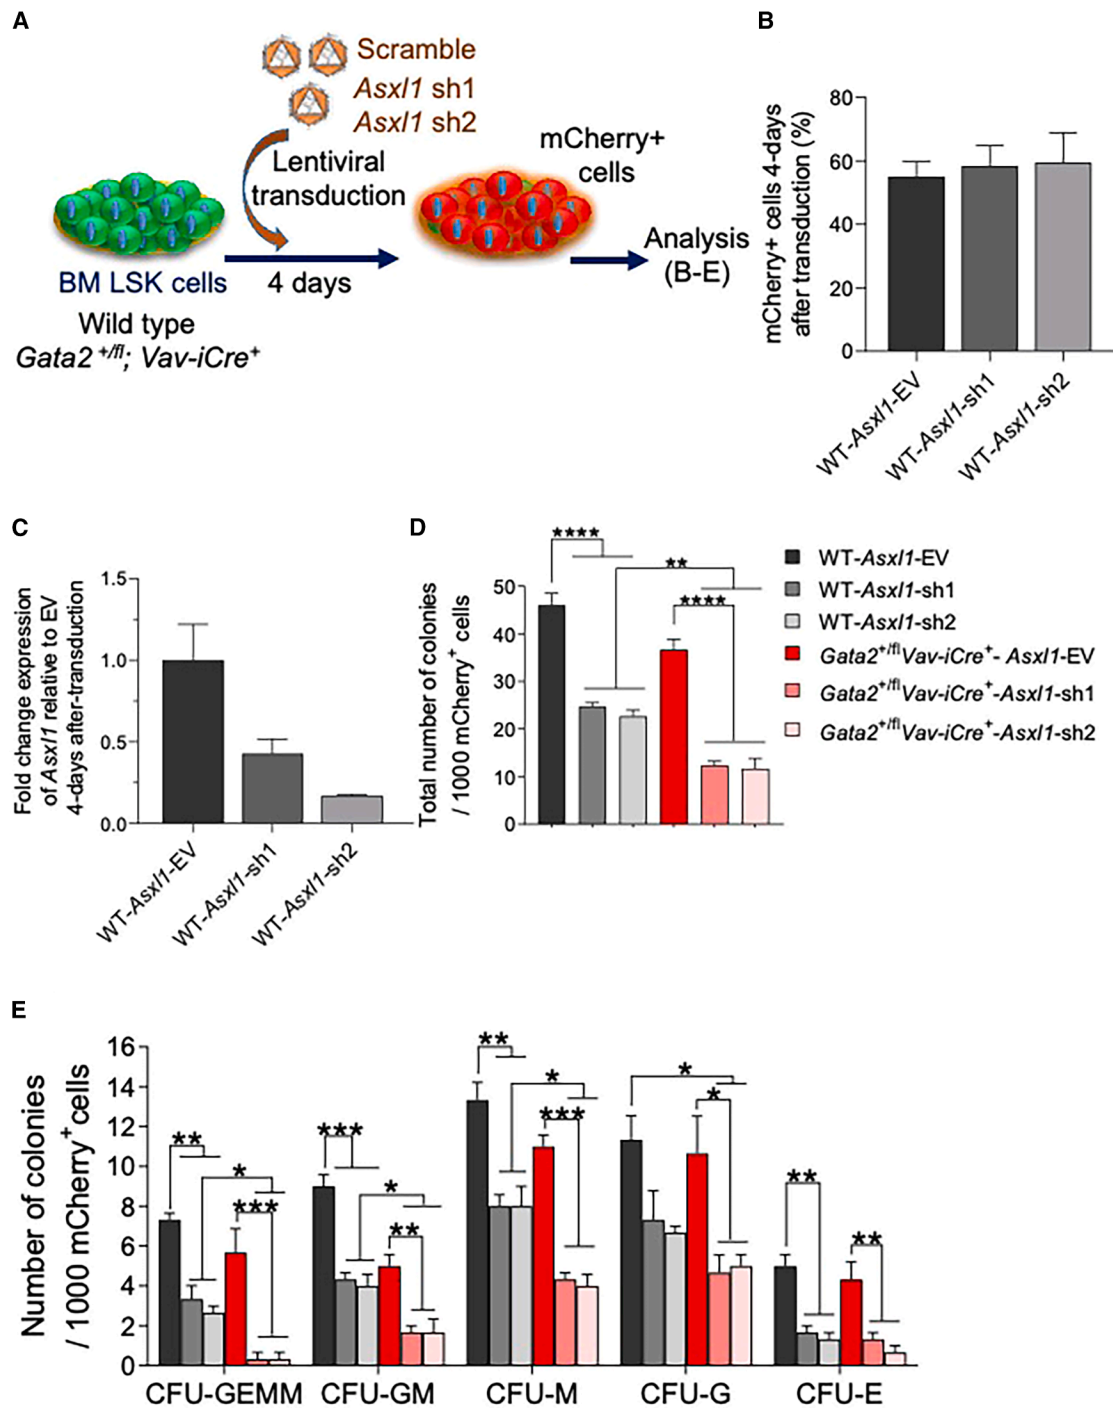 A
Scramble
Asxl1 sh1
Asxl1 sh2
Lentiviral
transduction
mCherry+
cells
BM LSK cells
4 days
Analysis
(B-E)
Wild type
Gata2 +/fl; Vav-iCre+
B
mCherry+ cells 4-days
after transduction (%)
80
60
40
20
0
WT-Asxl1-EV
WT-Asxl1-sh1
WT-Asxl1-sh2
C
Fold change expression
of Asxl1 relative to EV
4-days after-transduction
1.5
1.0
0.5
0.0
WT-Asxl1-EV
WT-Asxl1-sh1
WT-Asxl1-sh2
D
Total number of colonies
/ 1000 mCherry+ cells
50
40
30
20
10
0
****
**
****
WT-Asxl1-EV
WT-Asxl1-sh1
WT-Asxl1-sh2
Gata2+/fl Vav-iCre+- Asxl1-EV
Gata2+/fl Vav-iCre+-Asxl1-sh1
Gata2+/fl Vav-iCre+-Asxl1-sh2
E
Number of colonies
/ 1000 mCherry+cells
16
14
12
10
8
6
4
2
0
**
*
***
***
*
**
**
*
***
*
*
**
**
CFU-GEMM
CFU-GM
CFU-M
CFU-G
CFU-E